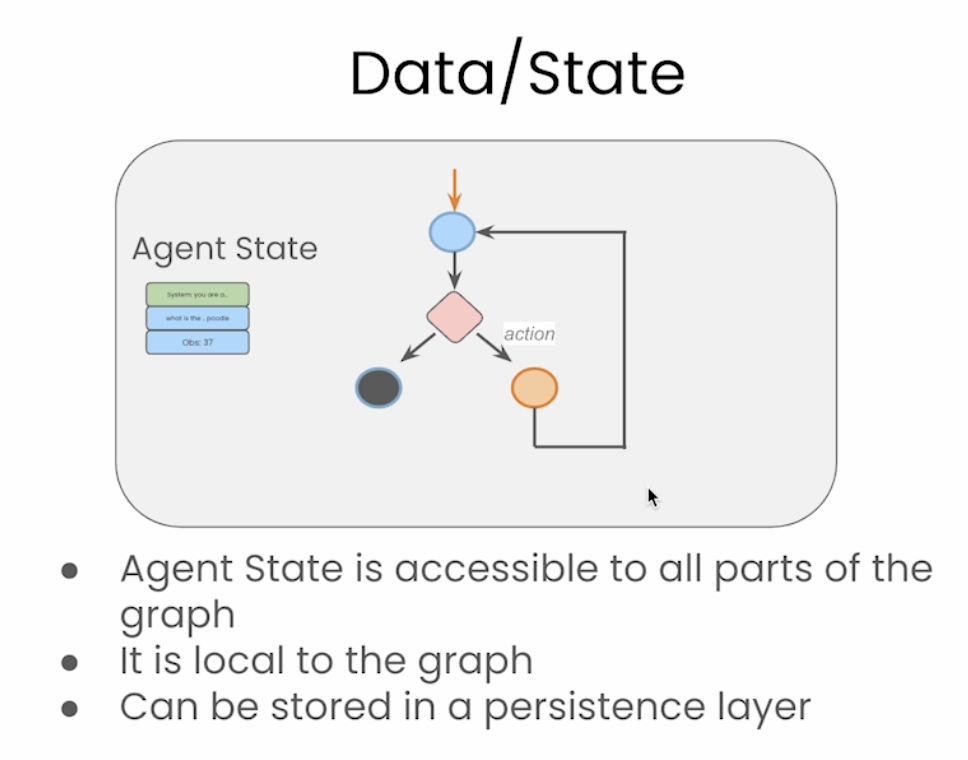 Data/State
Agent State
System: you are a..
what is the .. poodle
Obs: 37
action
● Agent State is accessible to all parts of the
graph
● It is local to the graph
● Can be stored in a persistence layer